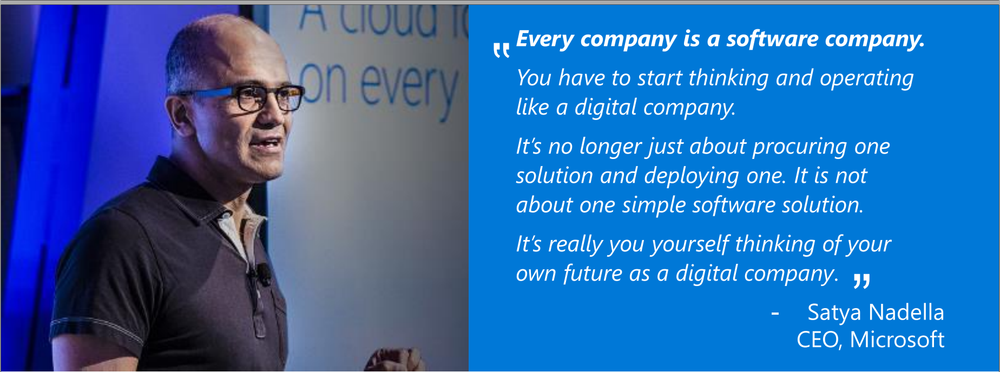 A cloud fo
on every
" Every company is a software company.
You have to start thinking and operating
like a digital company.
It's no longer just about procuring one
solution and deploying one. It is not
about one simple software solution.
It's really you yourself thinking of your
own future as a digital company. "
- Satya Nadella
CEO, Microsoft